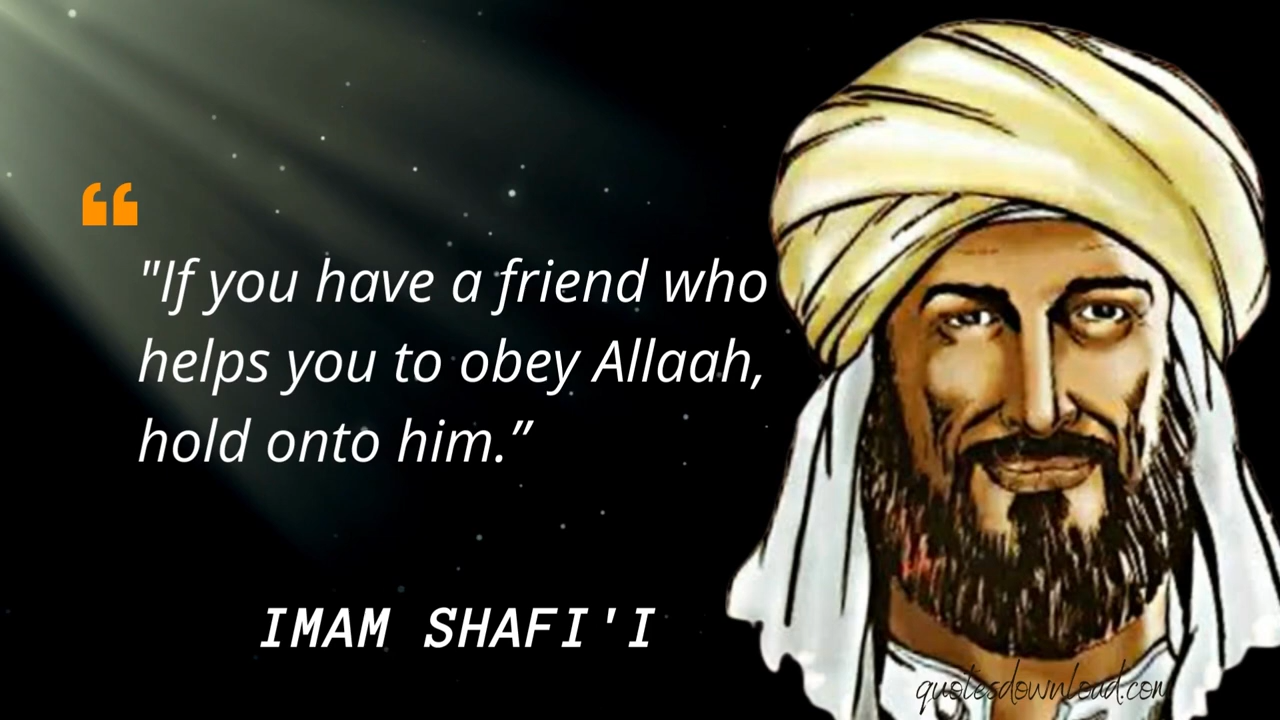 “
"If you have a friend who
helps you to obey Allaah,
hold onto him.”
IMAM SHAFI'I
quotesdownload.com